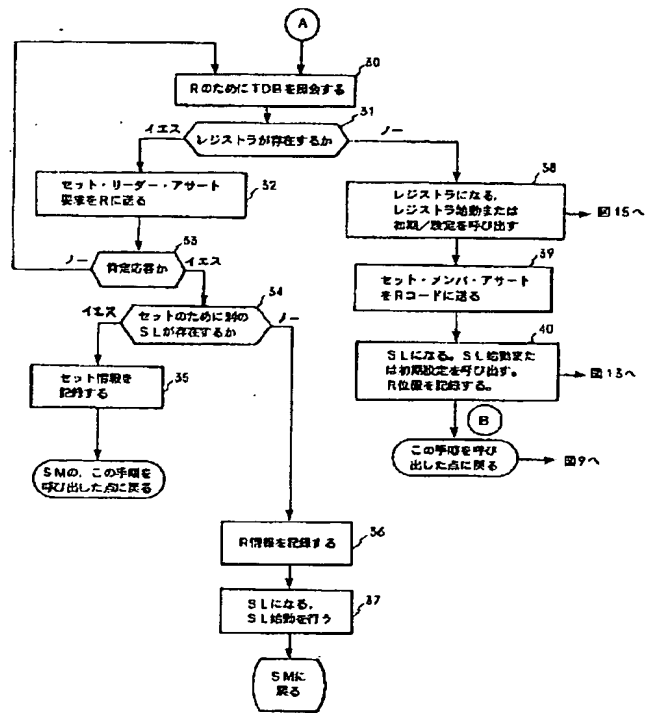 A
30
RのためにTDBを照会する
31
イエス
レジストラが存在するか
ノー
セット・リーダー・アサート
要求をRに送る
32
38
レジストラになる,
レジストラ始動または
初期/設定を呼び出す
図15へ
33
ノー
肯定応答か
イエス
39
セット・メンバ・アサート
をRコードに送る
34
イエス
セットのために別の
SLが存在するか
ノー
40
SLになる。SL始動また
は初期設定を呼び出す。
R位報を記録する。
図13へ
セット情報を
記録する
35
B
この手順を呼び
出した点に戻る
図9へ
SMの,この手順を
呼び出した点に戻る
R情報を記録する
36
SLになる,
SL始動を行う
37
SMに
戻る